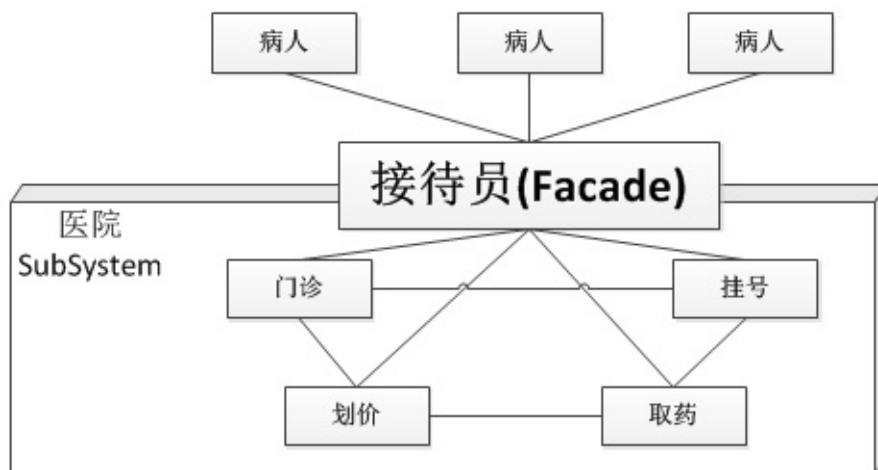 病人
病人
病人
接待员(Facade)
医院
SubSystem
门诊
挂号
划价
取药